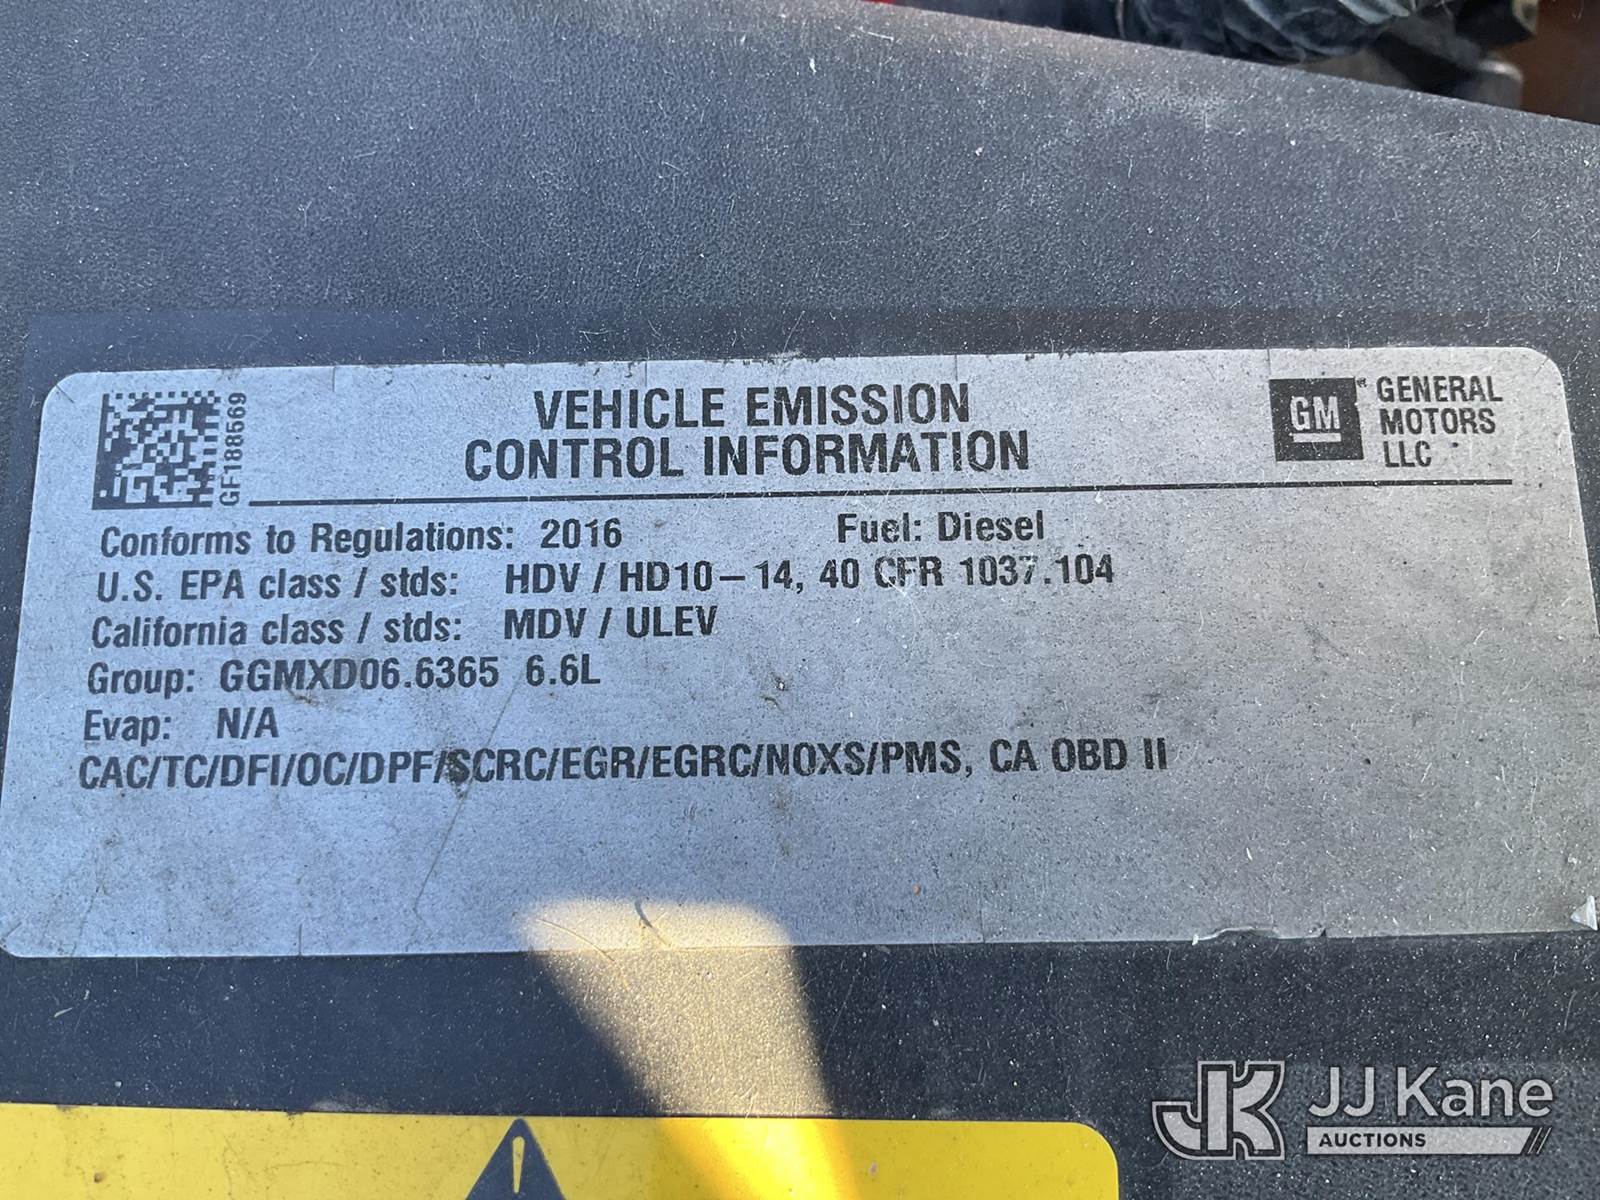 GF188569
VEHICLE EMISSION
CONTROL INFORMATION
GM
GENERAL
MOTORS
LLC
Conforms to Regulations: 2016 Fuel: Diesel
U.S. EPA class / stds: HDV / HD10-14, 40 CFR 1037.104
California class / stds: MDV / ULEV
Group: GGMXD06.6365 6.6L
Evap: N/A
CAC/TC/DFI/OC/DPF/SCRC/EGR/EGRC/NOXS/PMS, CA OBD II
JK JJ Kane
AUCTIONS